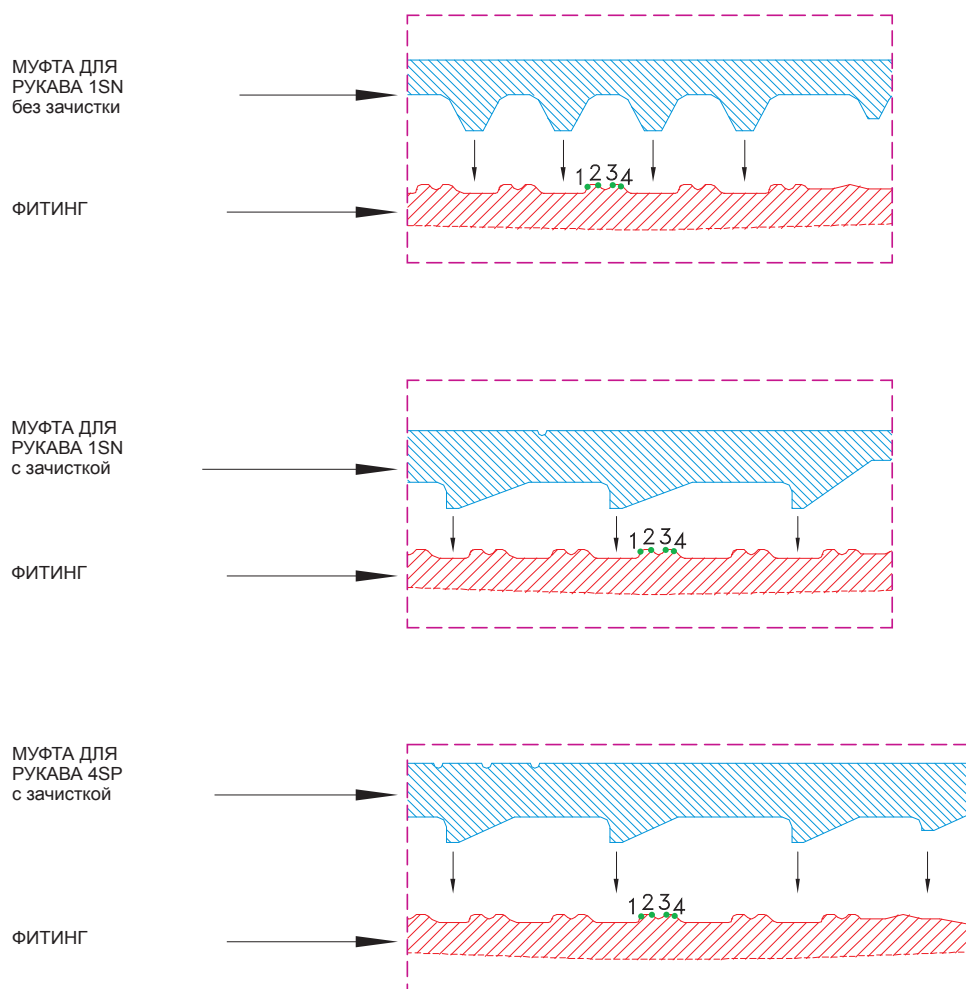 МУФТА ДЛЯ
РУКАВА 1SN
без зачистки
1 2 3 4
ФИТИНГ
МУФТА ДЛЯ
РУКАВА 1SN
с зачисткой
1 2 3 4
ФИТИНГ
МУФТА ДЛЯ
РУКАВА 4SP
с зачисткой
1 2 3 4
ФИТИНГ